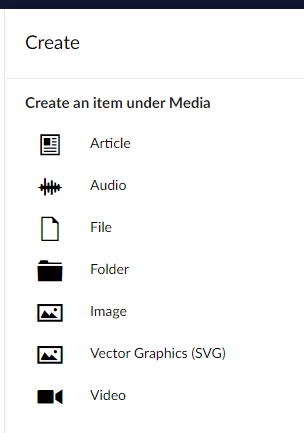 Create
Create an item under Media
Article
Audio
File
Folder
Image
Vector Graphics (SVG)
Video